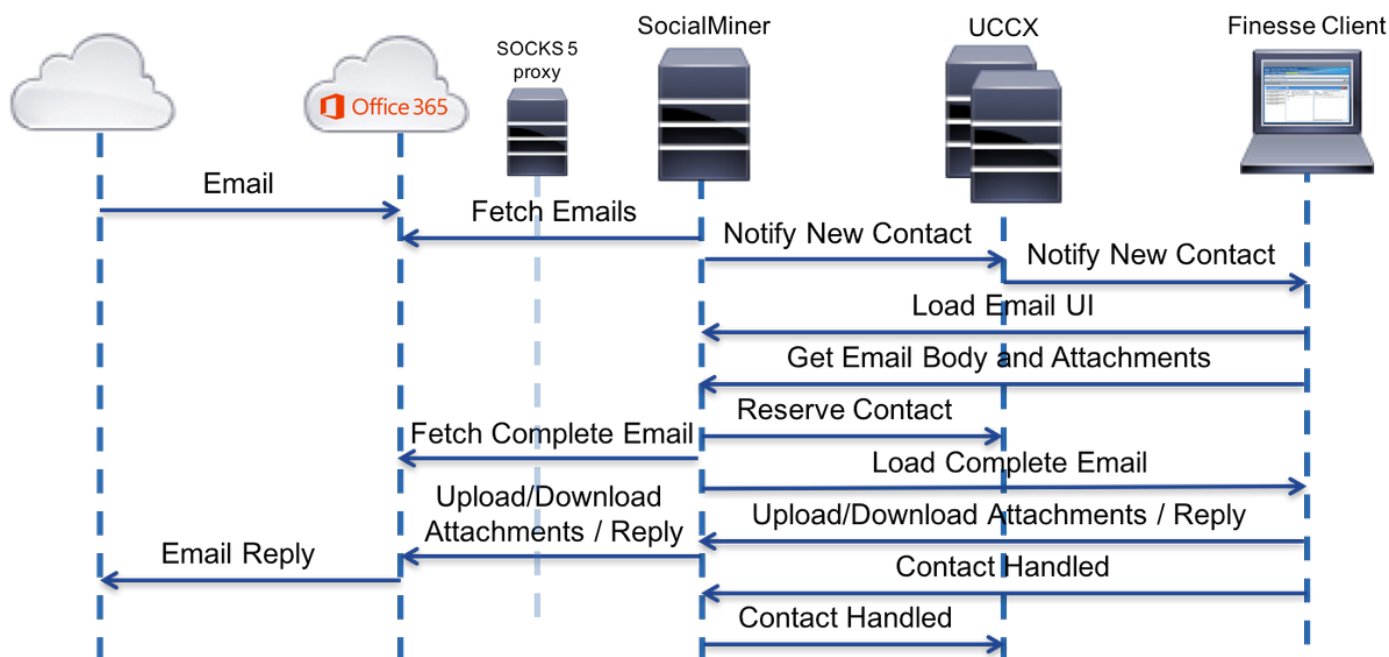 SocialMiner
UCCX
Finesse Client
SOCKS 5
proxy
Office 365
Email
Fetch Emails
Notify New Contact
Notify New Contact
Load Email UI
Get Email Body and Attachments
Reserve Contact
Fetch Complete Email
Load Complete Email
Upload/Download
Attachments / Reply
Upload/Download Attachments / Reply
Email Reply
Contact Handled
Contact Handled